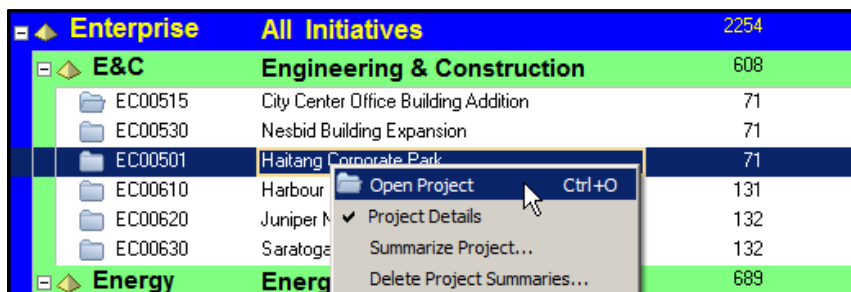 Enterprise All Initiatives 2254
E&C Engineering & Construction 608
EC00515 City Center Office Building Addition 71
EC00530 Nesbid Building Expansion 71
EC00501 Haitang Corporate Park 71
EC00610 Harbour Open Project Ctrl+O 131
EC00620 Juniper Project Details 132
EC00630 Saratoga Summarize Project... 132
Energy Energ Delete Project Summaries... 689